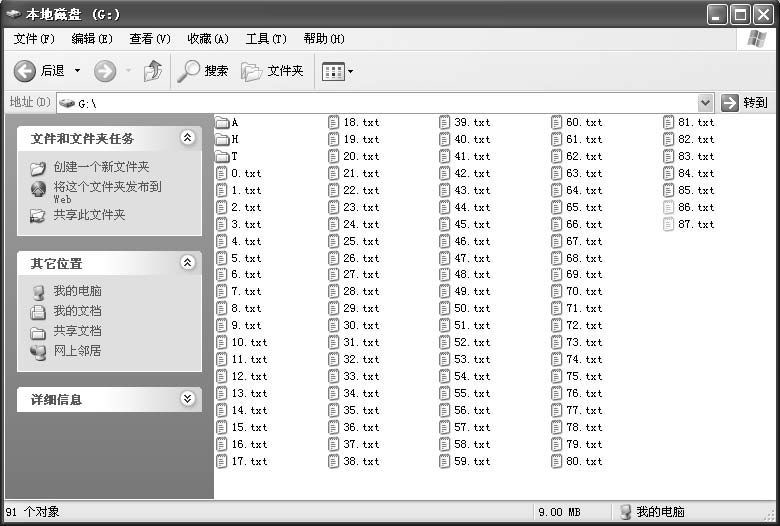 本地磁盘 (G:)
文件(F) 编辑(E) 查看(V) 收藏(A) 工具(T) 帮助(H)
后退 搜索 文件夹
地址(D) G:\ 转到
文件和文件夹任务
创建一个新文件夹
将这个文件夹发布到
Web
共享此文件夹
其它位置
我的电脑
我的文档
共享文档
网上邻居
详细信息
A
H
T
0.txt
1.txt
2.txt
3.txt
4.txt
5.txt
6.txt
7.txt
8.txt
9.txt
10.txt
11.txt
12.txt
13.txt
14.txt
15.txt
16.txt
17.txt
18.txt
19.txt
20.txt
21.txt
22.txt
23.txt
24.txt
25.txt
26.txt
27.txt
28.txt
29.txt
30.txt
31.txt
32.txt
33.txt
34.txt
35.txt
36.txt
37.txt
38.txt
39.txt
40.txt
41.txt
42.txt
43.txt
44.txt
45.txt
46.txt
47.txt
48.txt
49.txt
50.txt
51.txt
52.txt
53.txt
54.txt
55.txt
56.txt
57.txt
58.txt
59.txt
60.txt
61.txt
62.txt
63.txt
64.txt
65.txt
66.txt
67.txt
68.txt
69.txt
70.txt
71.txt
72.txt
73.txt
74.txt
75.txt
76.txt
77.txt
78.txt
79.txt
80.txt
81.txt
82.txt
83.txt
84.txt
85.txt
86.txt
87.txt
91 个对象 9.00 MB 我的电脑